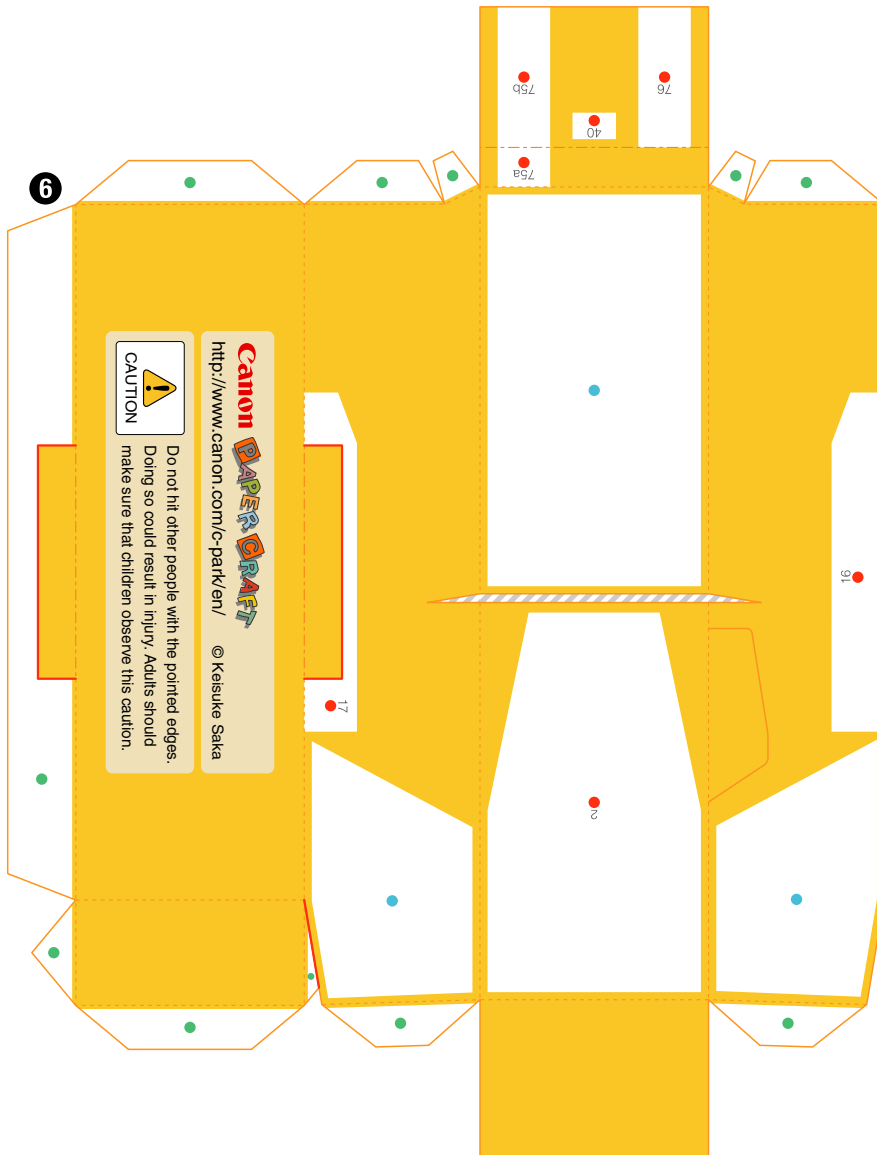 75b
76
40
75a
6
Canon PAPER CRAFT
http://www.canon.com/c-park/en/ © Keisuke Saka
CAUTION
Do not hit other people with the pointed edges.
Doing so could result in injury. Adults should
make sure that children observe this caution.
16
17
2